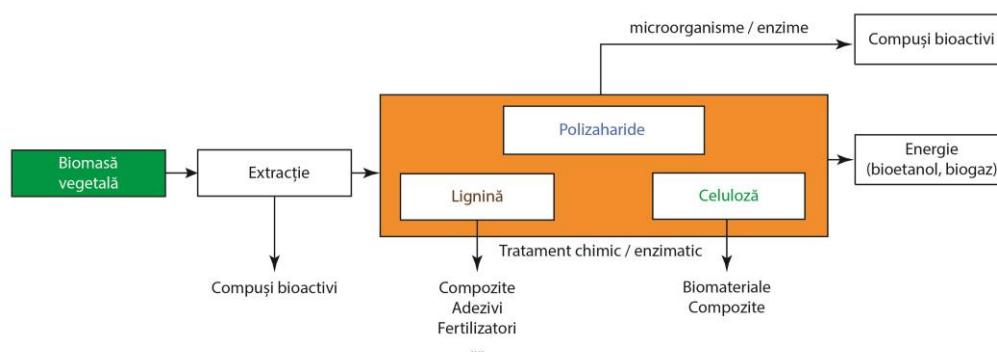 microorganisme / enzime
Compuși bioactivi
Polizaharide
Biomasă
vegetală
Extracție
Energie
(bioetanol, biogaz)
Lignină
Celuloză
Tratament chimic / enzimatic
Compuși bioactivi
Compozite
Adezivi
Fertilizatori
...
Biomateriale
Compozite